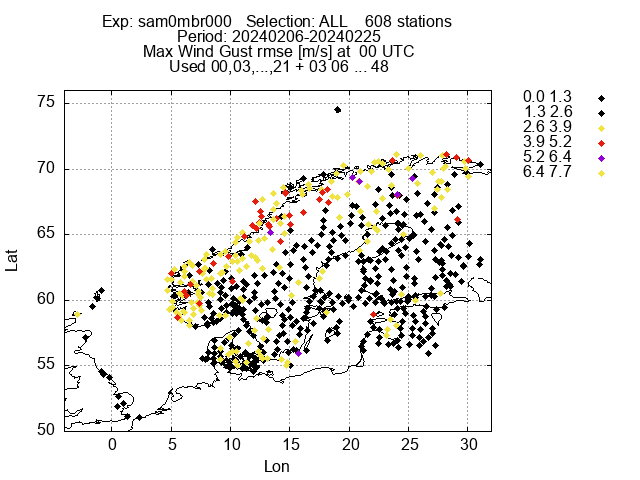 Exp: sam0mbr000 Selection: ALL 608 stations
Period: 20240206-20240225
Max Wind Gust rmse [m/s] at 00 UTC
Used 00,03,...,21 + 03 06 ... 48
0.0 1.3
1.3 2.6
2.6 3.9
3.9 5.2
5.2 6.4
6.4 7.7
75
70
65
60
55
50
Lat
0 5 10 15 20 25 30
Lon